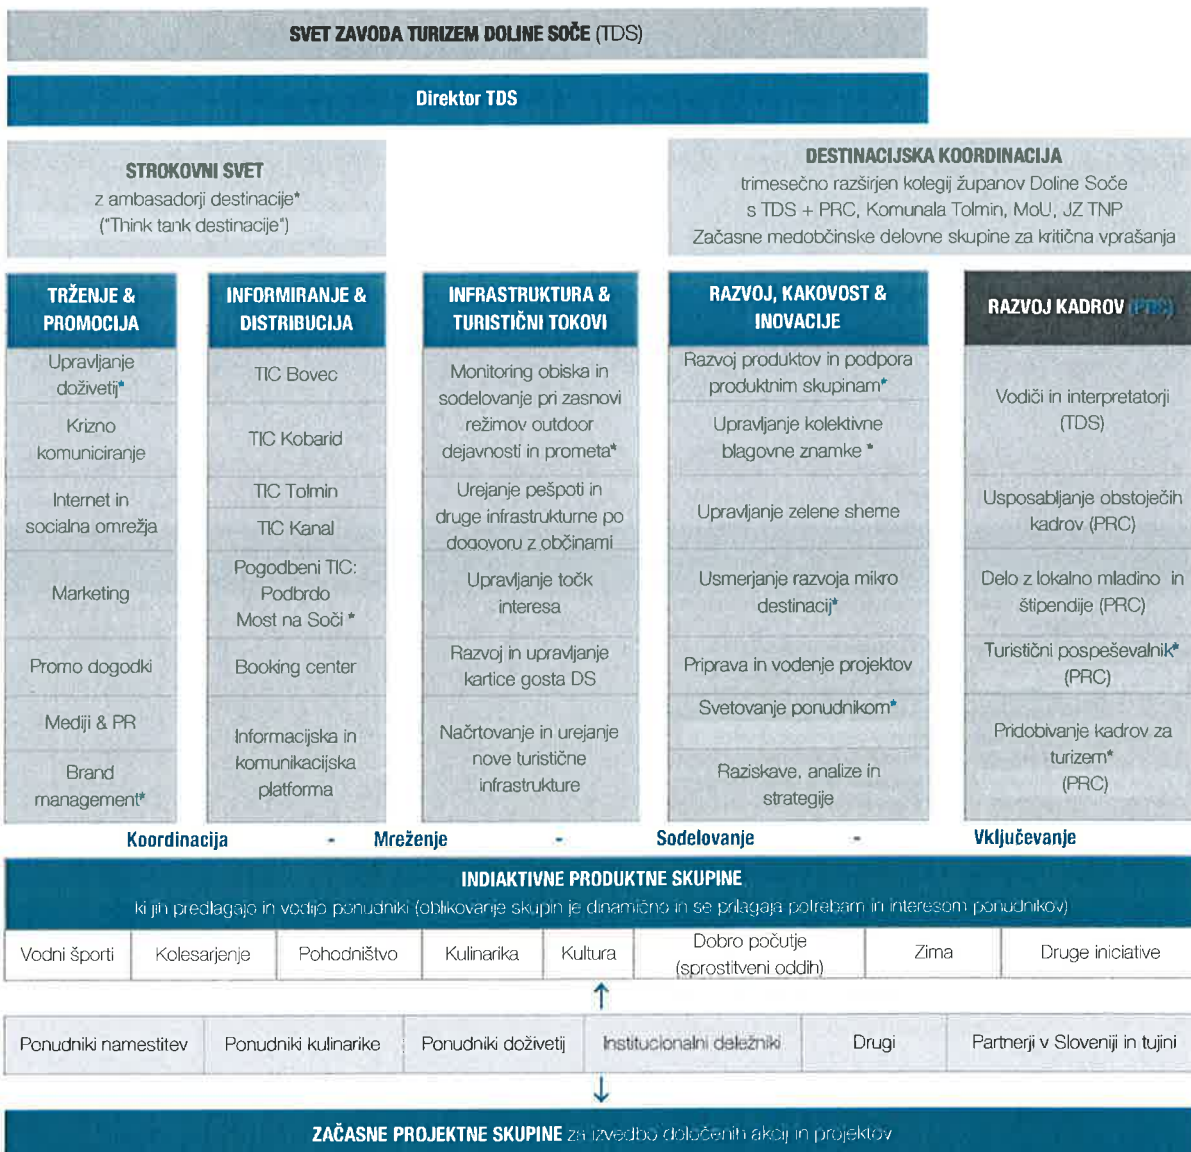 SVET ZAVODA TURIZEM DOLINE SOČE (TDS)
Direktor TDS
STROKOVNI SVET
z ambasadorji destinacije*
("Think tank destinacije")
DESTINACIJSKA KOORDINACIJA
trimesečno razširjen kolegij županov Doline Soče
s TDS + PRC, Komunala Tolmin, MoU, JZ TNP
Začasne medobčinske delovne skupine za kritična vprašanja
TRŽENJE &
PROMOCIJA
Upravljanje
doživetij*
Krizno
komuniciranje
Internet in
socialna omrežja
Marketing
Promo dogodki
Mediji & PR
Brand
management*
INFORMIRANJE &
DISTRIBUCIJA
TIC Bovec
TIC Kobarid
TIC Tolmin
TIC Kanal
Pogodbeni TIC:
Podbrdo
Most na Soči *
Booking center
Informacijska in
komunikacijska
platforma
INFRASTRUKTURA &
TURISTIČNI TOKOVI
Monitoring obiska in
sodelovanje pri zasnovi
režimov outdoor
dejavnosti in prometa*
Urejanje pešpoti in
druge infrastrukturne po
dogovoru z občinami
Upravljanje točk
interesa
Razvoj in upravljanje
kartice gosta DS
Načrtovanje in urejanje
nove turistične
infrastrukture
RAZVOJ, KAKOVOST &
INOVACIJE
Razvoj produktov in podpora
produktnim skupinam*
Upravljanje kolektivne
blagovne znamke *
Upravljanje zelene sheme
Usmerjanje razvoja mikro
destinacij*
Priprava in vodenje projektov
Svetovanje ponudnikom*
Raziskave, analize in
strategije
RAZVOJ KADROV (PRC)
Vodiči in interpretatorji
(TDS)
Usposabljanje obstoječih
kadrov (PRC)
Delo z lokalno mladino in
štipendije (PRC)
Turistični pospeševalnik*
(PRC)
Pridobivanje kadrov za
turizem*
(PRC)
Koordinacija - Mreženje - Sodelovanje - Vključevanje
INDIAKTIVNE PRODUKTNE SKUPINE
ki jih predlagajo in vodijo ponudniki (oblikovanje skupin je dinamično in se prilagaja potrebam in interesom ponudnikov)
Vodni športi Kolesarjenje Pohodništvo Kulinarika Kultura Dobro počutje Zima Druge iniciative
(sprostitveni oddih)
Ponudniki namestitev Ponudniki kulinarike Ponudniki doživetij Institucionalni deležniki Drugi Partnerji v Sloveniji in tujini
ZAČASNE PROJEKTNE SKUPINE za izvedbo določenih akcij in projektov